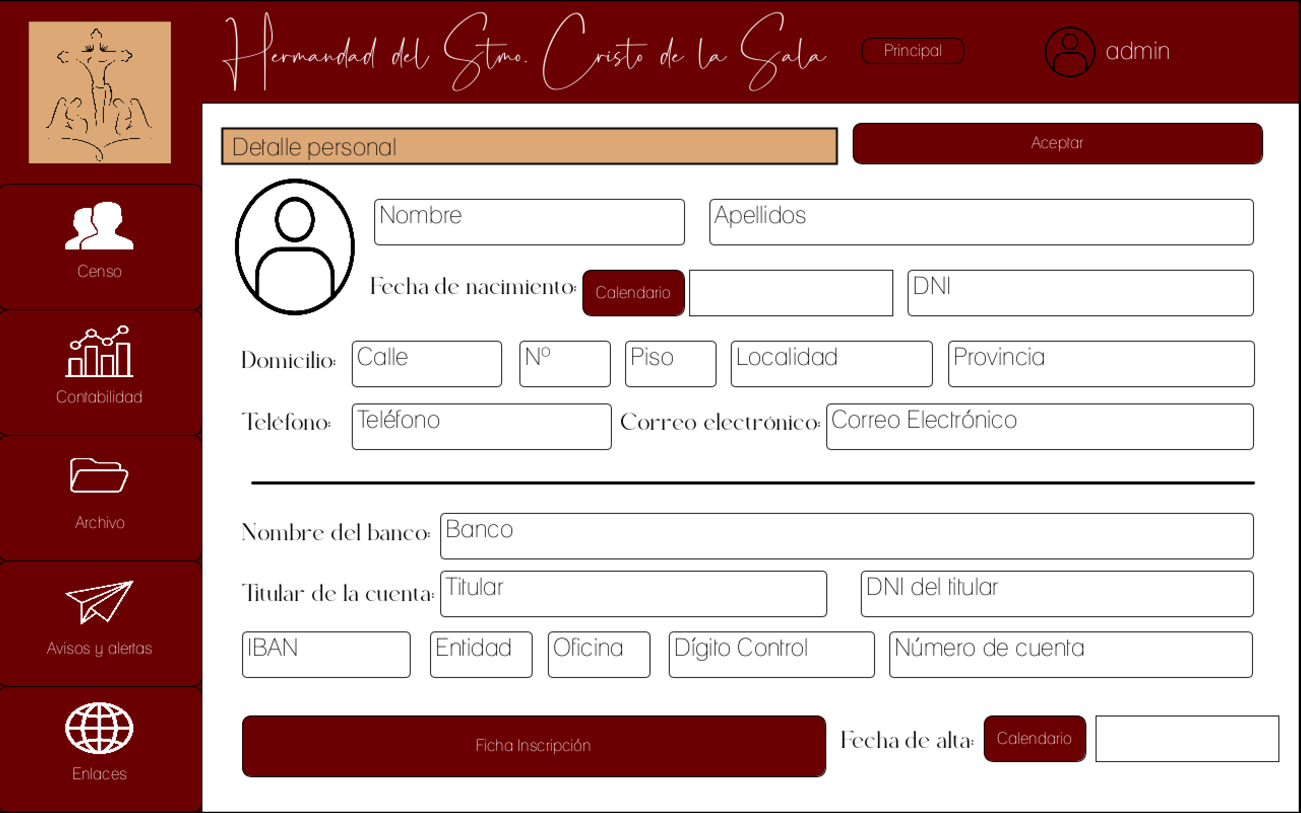 Hermandad del Stmo. Cristo de la Sala
Principal
admin
Detalle personal
Aceptar
Censo
Contabilidad
Archivo
Avisos y alertas
Enlaces
Nombre
Apellidos
Fecha de nacimiento:
Calendario
DNI
Domicilio:
Calle
Nº
Piso
Localidad
Provincia
Teléfono:
Teléfono
Correo electrónico:
Correo Electrónico
Nombre del banco:
Banco
Titular de la cuenta:
Titular
DNI del titular
IBAN
Entidad
Oficina
Dígito Control
Número de cuenta
Ficha Inscripción
Fecha de alta:
Calendario